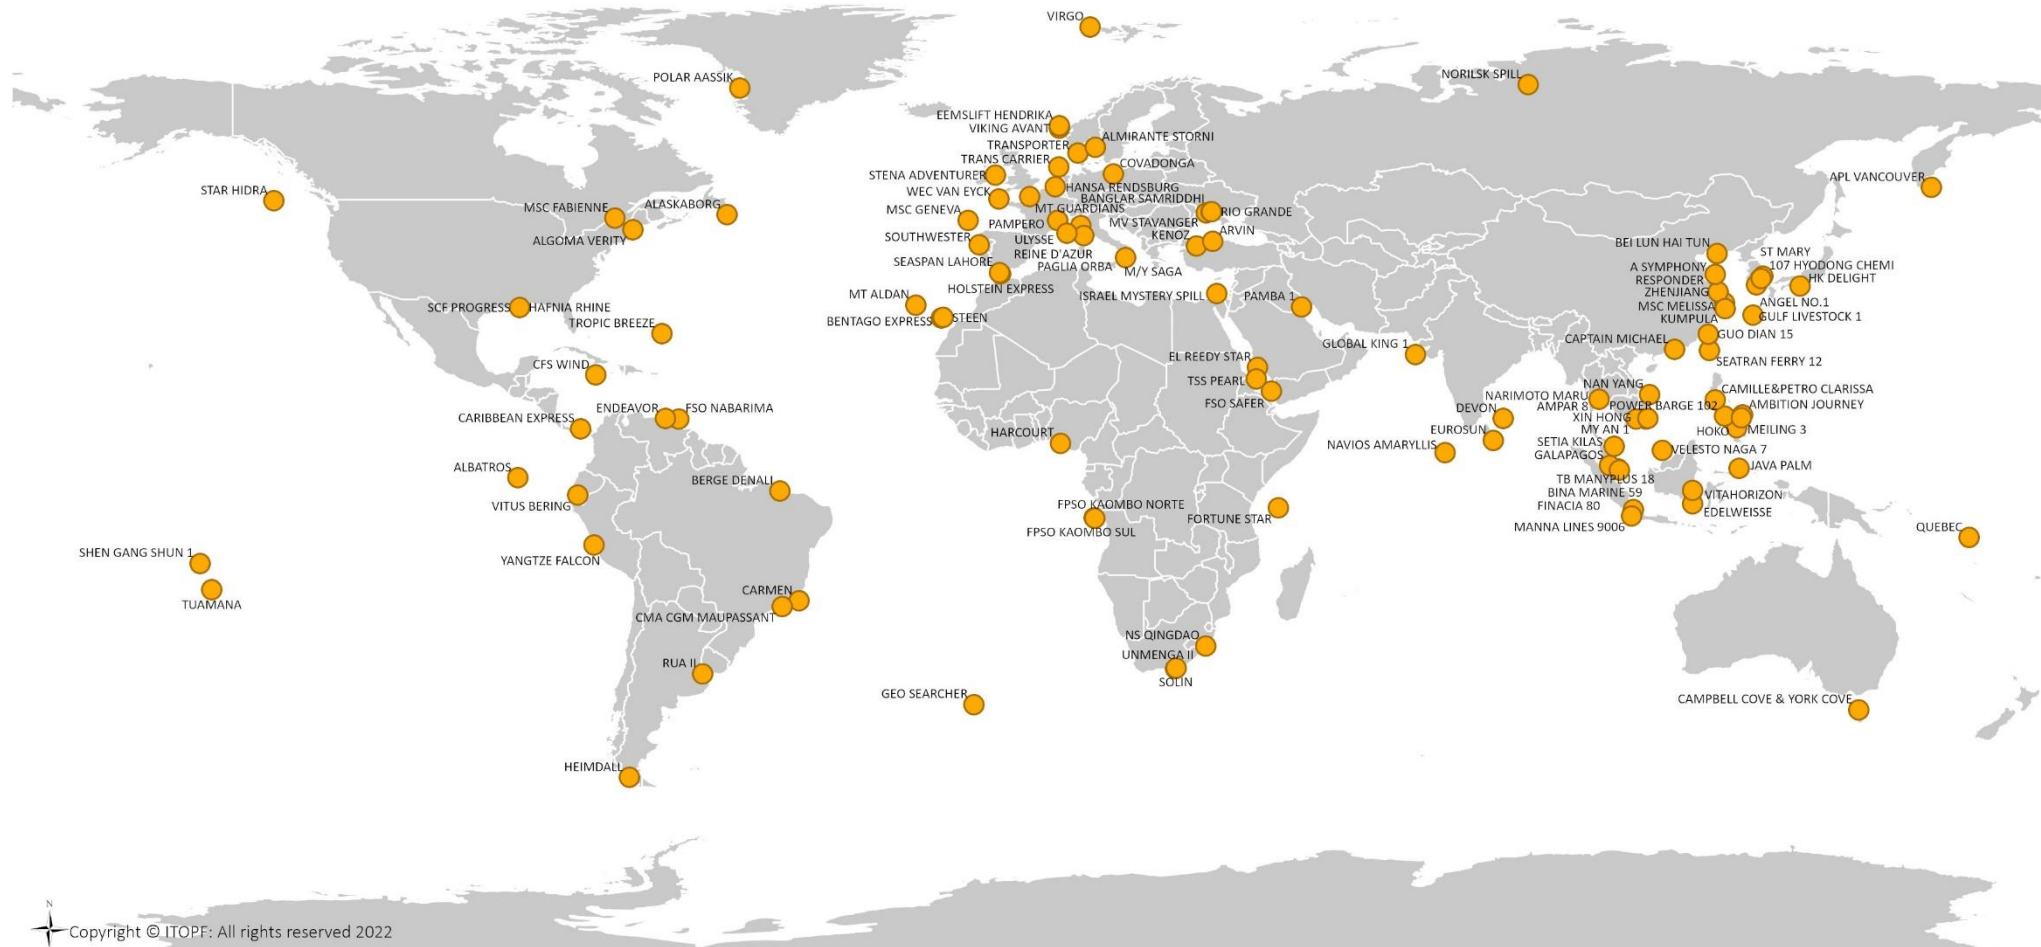 VIRGO
POLAR AASSIK
NORILSK SPILL
EEMSLIFT HENDRIKA
VIKING AVANT
ALMIRANTE STORNI
TRANSPORTER
TRANS CARRIER
COVADONGA
STENA ADVENTURER
APL VANCOUVER
HANSA RENDSBURG
STAR HIDRA
WEC VAN EYCK
BANGLAR SAMRIDDHI
MSC FABIENNE
ALASKABORG
MT GUARDIANS
MSC GENEVA
RIO GRANDE
PAMPERO
MV STAVANGER
ARVIN
ALGOMA VERITY
SOUTHWESTER
ULYSSE
KENOZ
BEI LUN HAI TUN
ST MARY
REINE D'AZUR
SEASPAN LAHORE
PAGLIA ORBA
M/Y SAGA
A SYMPHONY
107 HYODONG CHEMI
RESPONDER
HK DELIGHT
HOLSTEIN EXPRESS
ZHENJIANG
MT ALDAN
ISRAEL MYSTERY SPILL
PAMBA 1
ANGEL NO.1
SCF PROGRESS
HAFNIA RHINE
MSC MELISSA
GULF LIVESTOCK 1
BENTAGO EXPRESS
STEEN
KUMPULA
TROPIC BREEZE
GUO DIAN 15
GLOBAL KING 1
CAPTAIN MICHAEL
EL REEDY STAR
SEATRAN FERRY 12
CFS WIND
TSS PEARL
NAN YANG
CAMILLE&PETRO CLARISSA
FSO SAFER
NARIMOTO MARU
ENDEAVOR
FSO NABARIMA
DEVON
AMPAR 8
POWER BARGE 102
AMBITION JOURNEY
CARIBBEAN EXPRESS
XIN HONG
HARCOURT
EUROSUN
MY AN 1
HOKO
MEILING 3
NAVIOS AMARYLLIS
SETIA KILAS
VELESTO NAGA 7
GALAPAGOS
ALBATROS
JAVA PALM
BERGE DENALI
TB MANYPLUS 18
VITUS BERING
BINA MARINE 59
VITAHORIZON
FPSO KAOMBO NORTE
FINACIA 80
EDELWEISSE
FORTUNE STAR
FPSO KAOMBO SUL
MANNA LINES 9006
QUEBEC
SHEN GANG SHUN 1
YANGTZE FALCON
TUAMANA
CARMEN
CMA CGM MAUPASSANT
NS QINGDAO
UNMENGA II
RUA II
SOLIN
GEO SEARCHER
CAMPBELL COVE & YORK COVE
HEIMDALL
N
Copyright © ITOPF: All rights reserved 2022